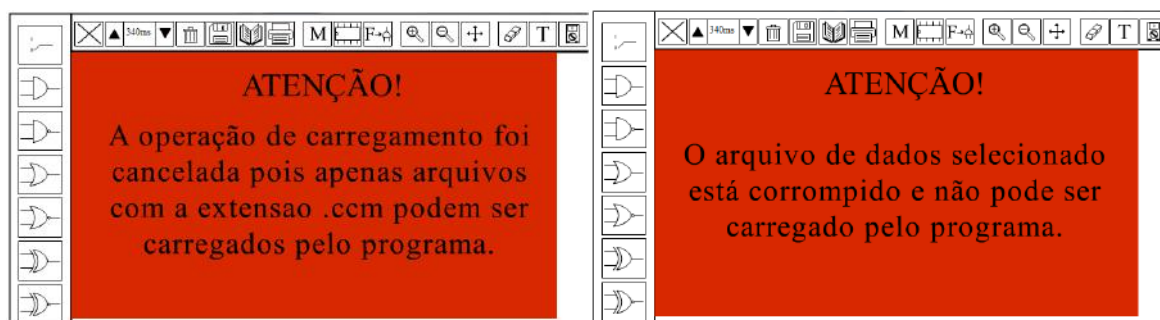 340ms
M
F
T
ATENÇÃO!
A operação de carregamento foi
cancelada pois apenas arquivos
com a extensao .ccm podem ser
carregados pelo programa.
340ms
M
F
T
ATENÇÃO!
O arquivo de dados selecionado
está corrompido e não pode ser
carregado pelo programa.